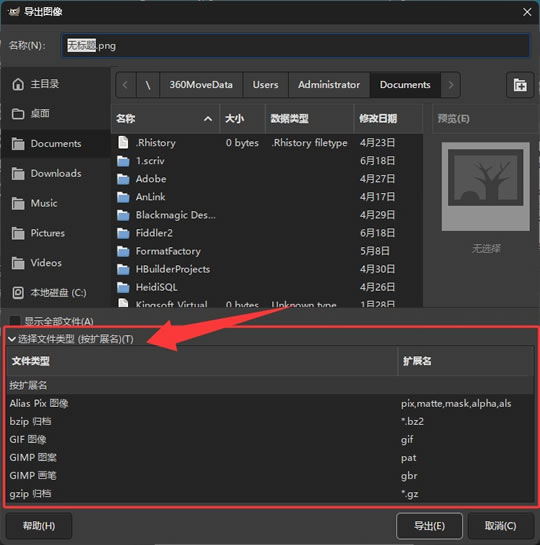 导出图像
名称(N):
无标题.png
主目录
桌面
Documents
Downloads
Music
Pictures
Videos
本地磁盘 (C:)
\ 360MoveData Users Administrator Documents
名称 大小 数据类型 修改日期
.Rhistory 0 bytes .Rhistory filetype 4月23日
1.scriv 6月18日
Adobe 4月27日
AnLink 4月17日
Blackmagic Des... 4月29日
Fiddler2 6月18日
FormatFactory 5月8日
HBuilderProjects 4月30日
HeidiSQL 4月26日
Kingsoft Virtual 0 bytes Unknown type 1月28日
预览(E)
无选择
显示全部文件(A)
选择文件类型 (按扩展名)(T)
文件类型 扩展名
按扩展名
Alias Pix 图像 pix,matte,mask,alpha,als
bzip 归档 *.bz2
GIF 图像 gif
GIMP 图案 pat
GIMP 画笔 gbr
gzip 归档 *.gz
帮助(H) 导出(E) 取消(C)